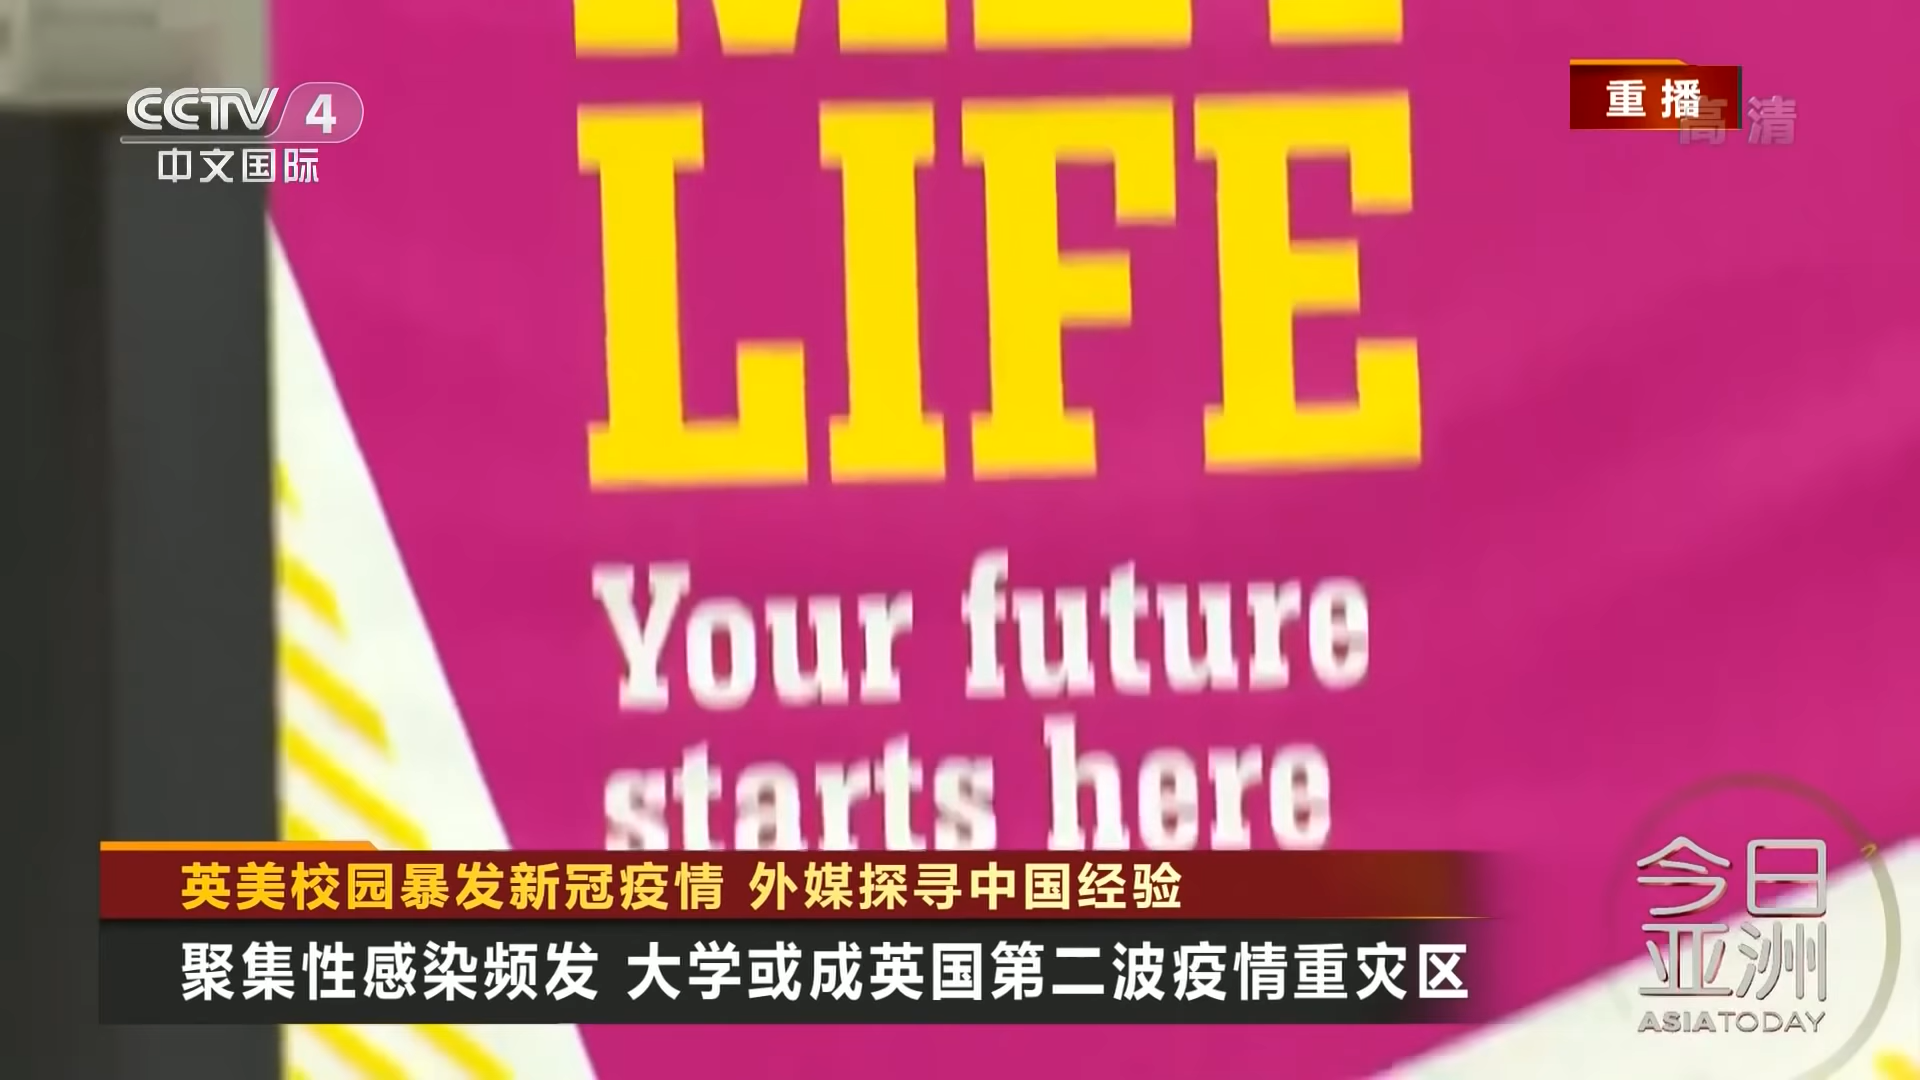 LIFE
Your future
starts here
CCTV 4
中文国际
重播
高清
英美校园暴发新冠疫情 外媒探寻中国经验
聚集性感染频发 大学或成英国第二波疫情重灾区
今日
亚洲
ASIA TODAY